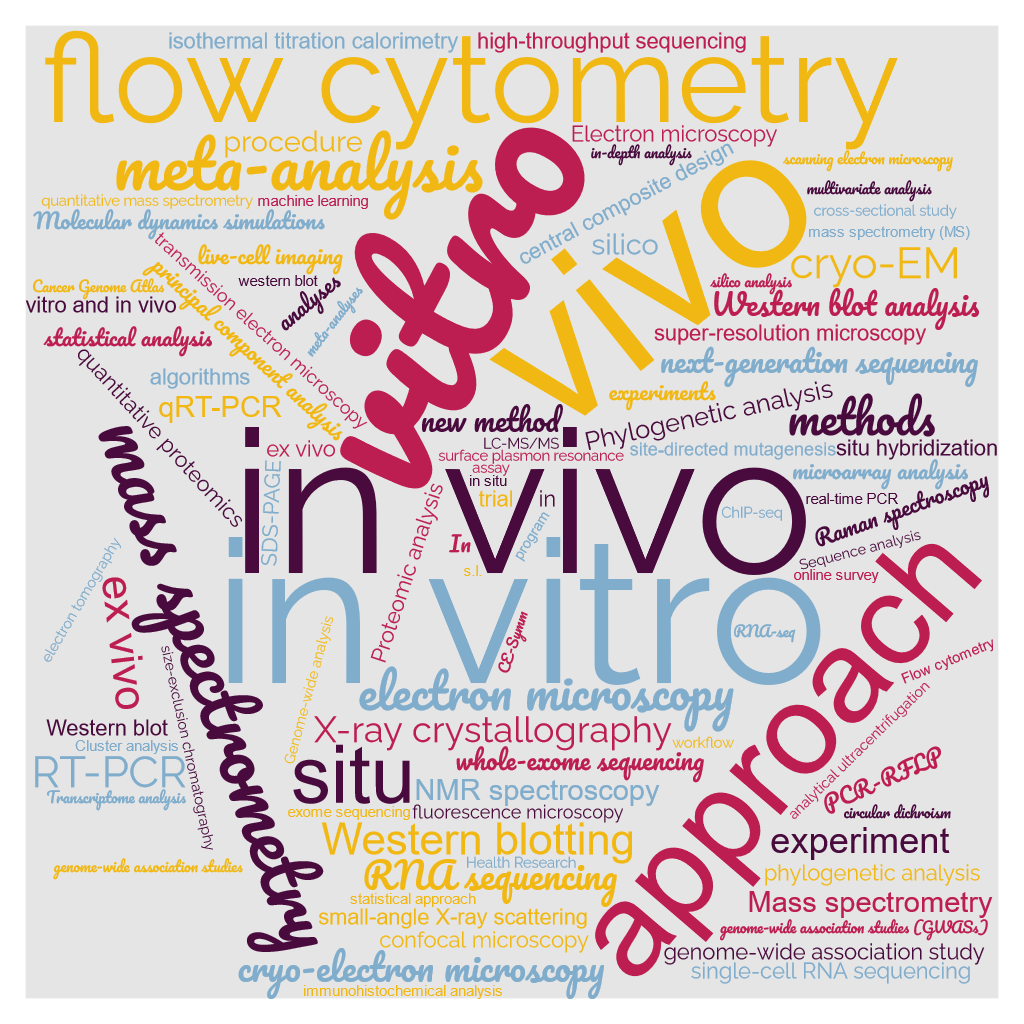 isothermal titration calorimetry
high-throughput sequencing
flow cytometry
procedure
Electron microscopy
in-depth analysis
meta-analysis
vitro
central composite design
scanning electron microscopy
vivo
multivariate analysis
quantitative mass spectrometry
machine learning
cross-sectional study
Molecular dynamics simulations
mass spectrometry (MS)
transmission electron microscopy
silico
live-cell imaging
principal component analysis
cryo-EM
western blot
Cancer Genome Atlas
analyses
meta-analyses
silico analysis
vitro and in vivo
Western blot analysis
statistical analysis
super-resolution microscopy
quantitative proteomics
next-generation sequencing
algorithms
experiments
qRT-PCR
new method
Phylogenetic analysis
methods
mass spectrometry
ex vivo
LC-MS/MS
site-directed mutagenesis
situ hybridization
surface plasmon resonance
SDS-PAGE
in vivo
assay
in situ
microarray analysis
trial
in
real-time PCR
Raman spectroscopy
Proteomic analysis
program
ChIP-seq
In
Sequence analysis
s.l.
online survey
electron tomography
in vitro
approach
ex vivo
CE-Symm
RNA-seq
Genome-wide analysis
size-exclusion chromatography
Flow cytometry
electron microscopy
analytical ultracentrifugation
Western blot
X-ray crystallography
Cluster analysis
workflow
situ
whole-exome sequencing
RT-PCR
PCR-RFLP
Transcriptome analysis
NMR spectroscopy
exome sequencing
fluorescence microscopy
circular dichroism
Western blotting
experiment
genome-wide association studies
Health Research
RNA sequencing
phylogenetic analysis
statistical approach
Mass spectrometry
small-angle X-ray scattering
genome-wide association studies (GWASs)
confocal microscopy
genome-wide association study
cryo-electron microscopy
single-cell RNA sequencing
immunohistochemical analysis